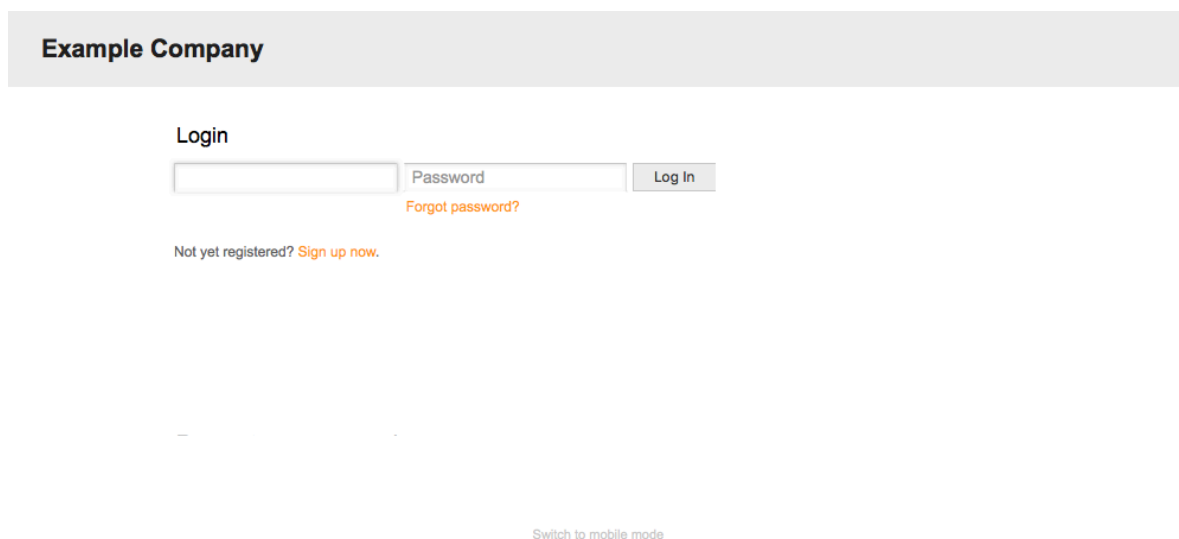 Example Company
Login
Password Log In
Forgot password?
Not yet registered? Sign up now.
Switch to mobile mode